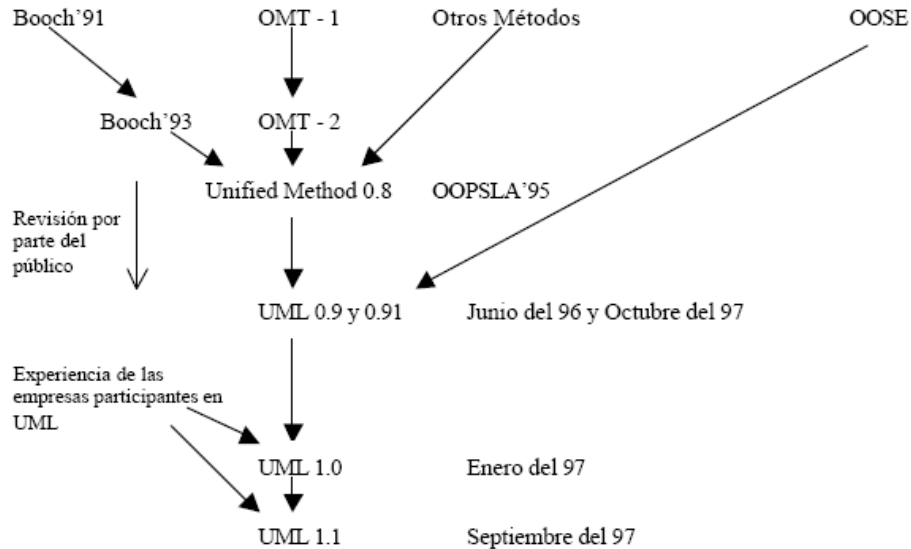 Booch’91
OMT - 1
Otros Métodos
OOSE
Booch’93
OMT - 2
Unified Method 0.8
OOPSLA’95
Revisión por
parte del
público
UML 0.9 y 0.91
Junio del 96 y Octubre del 97
Experiencia de las
empresas participantes en
UML
UML 1.0
Enero del 97
UML 1.1
Septiembre del 97